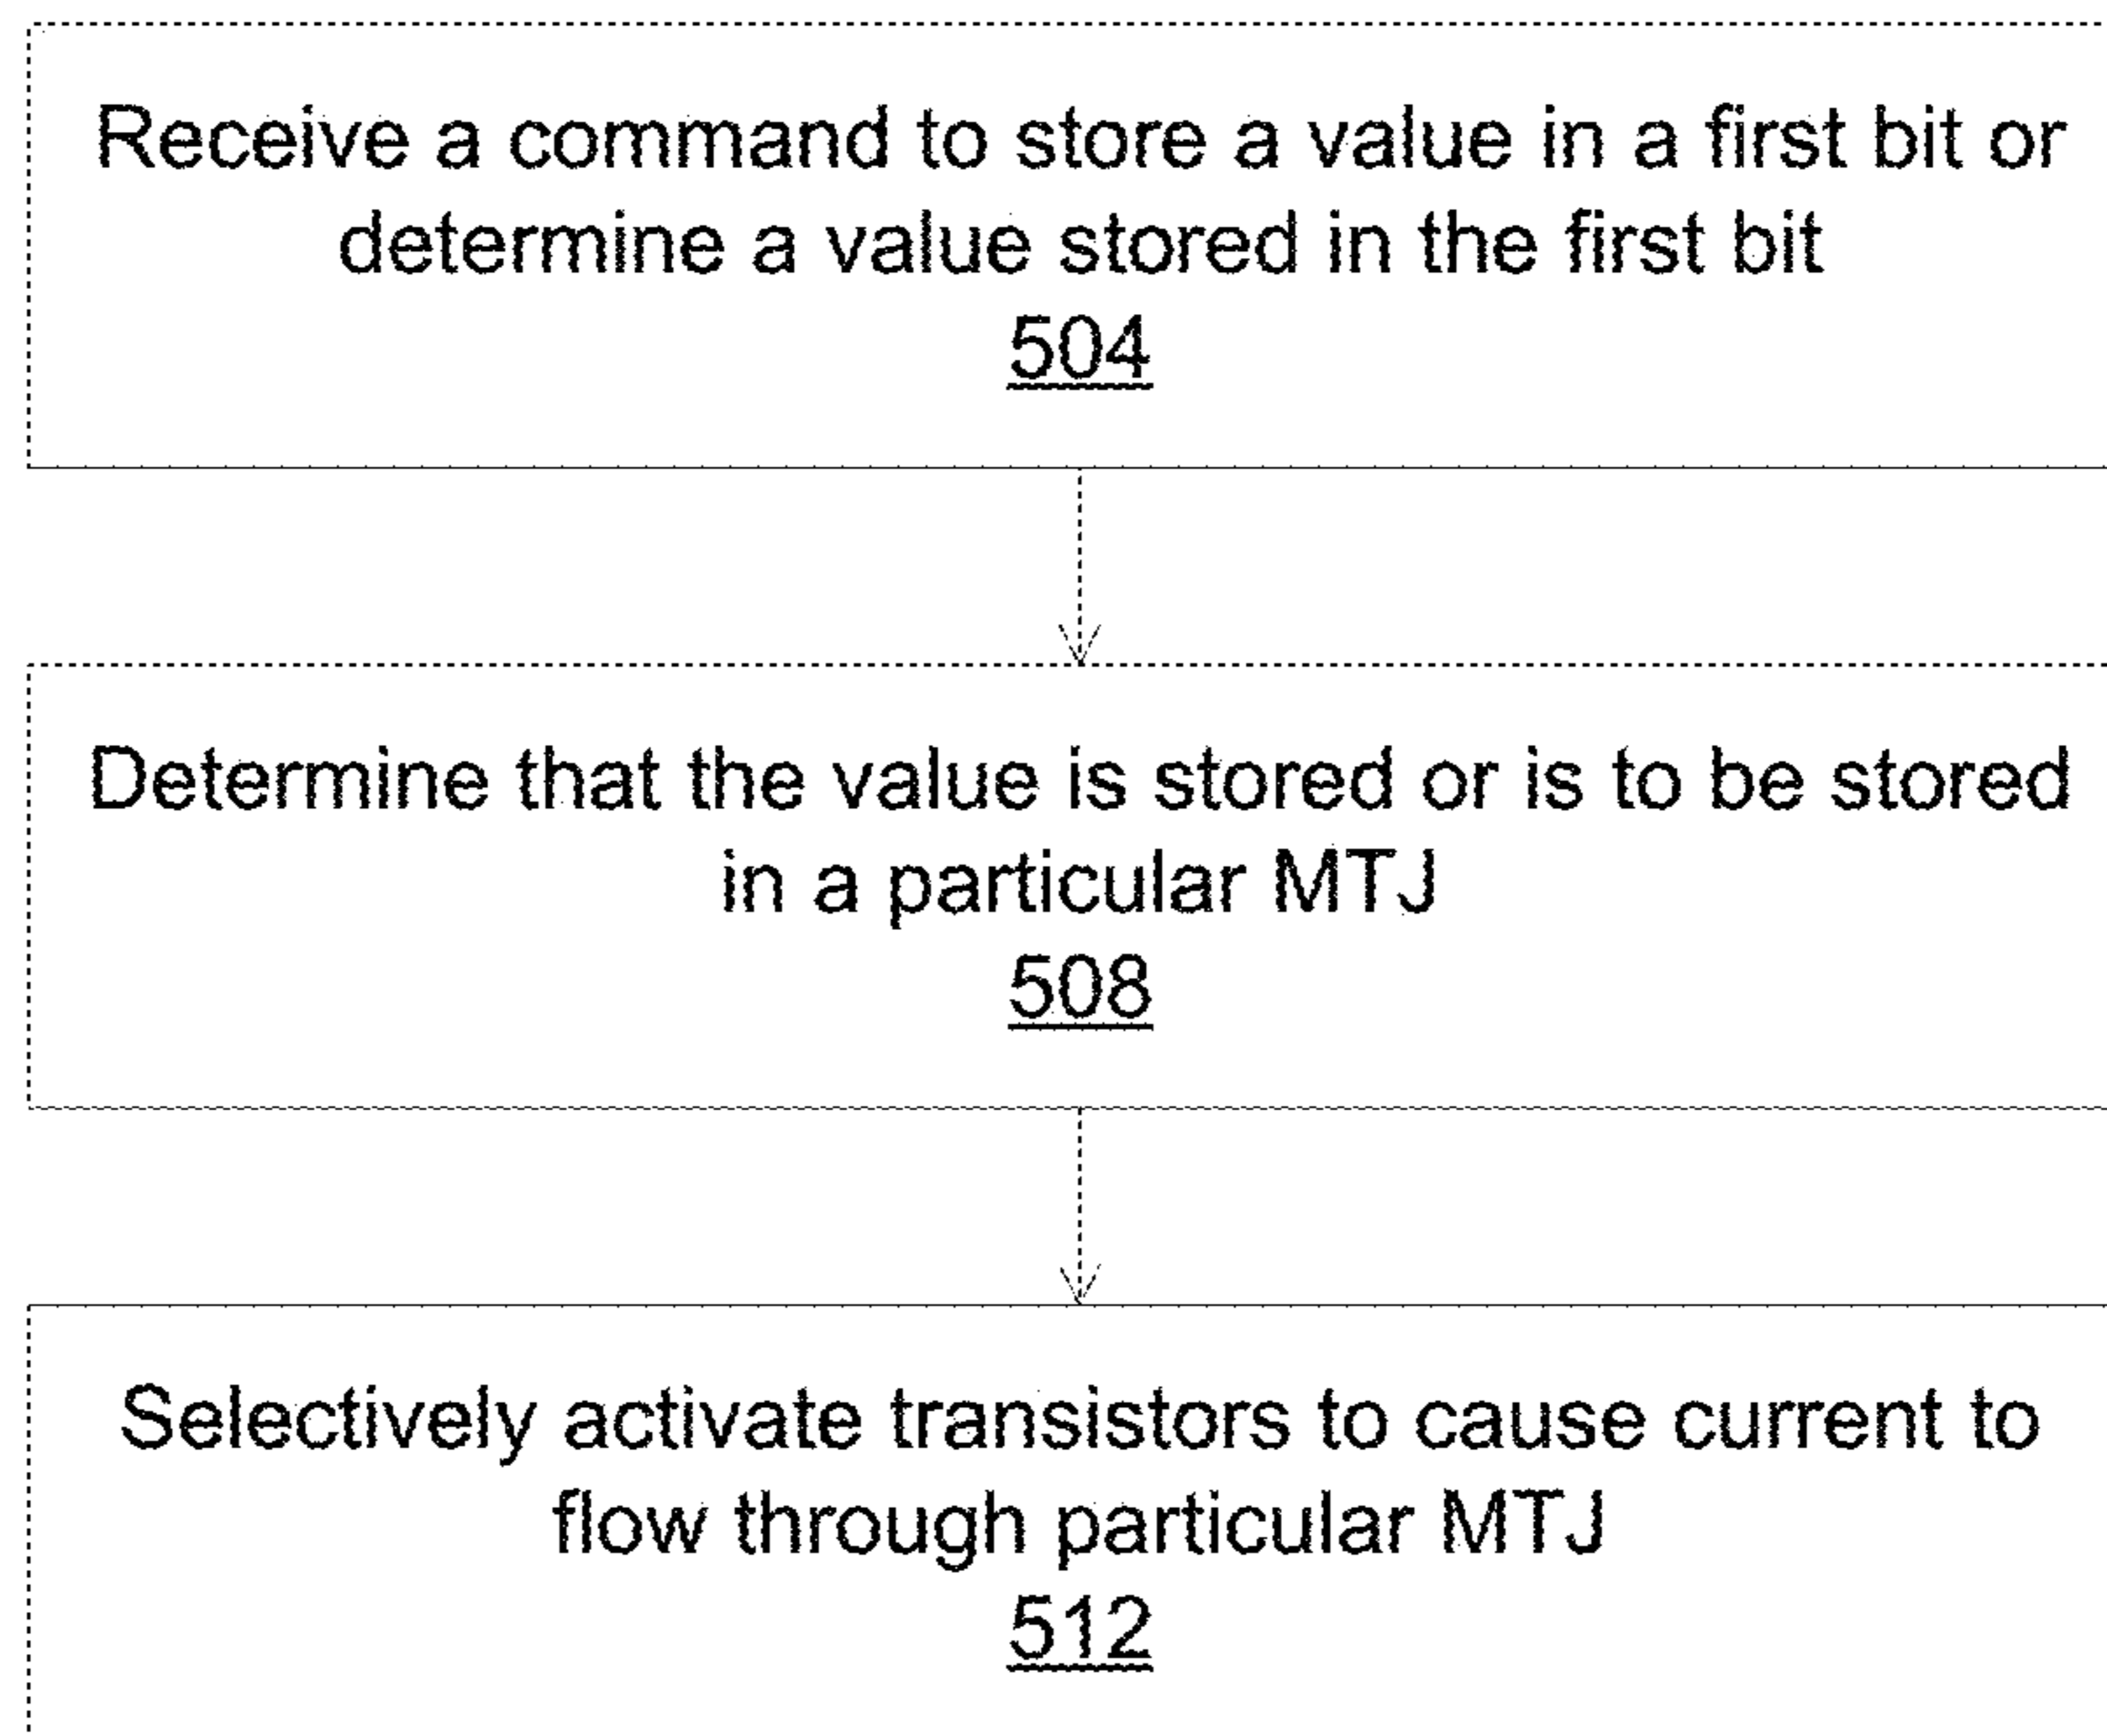 Receive a command to store a value in a first bit or
determine a value stored in the first bit
504
Determine that the value is stored or is to be stored
in a particular MTJ
508
Selectively activate transistors to cause current to
flow through particular MTJ
512